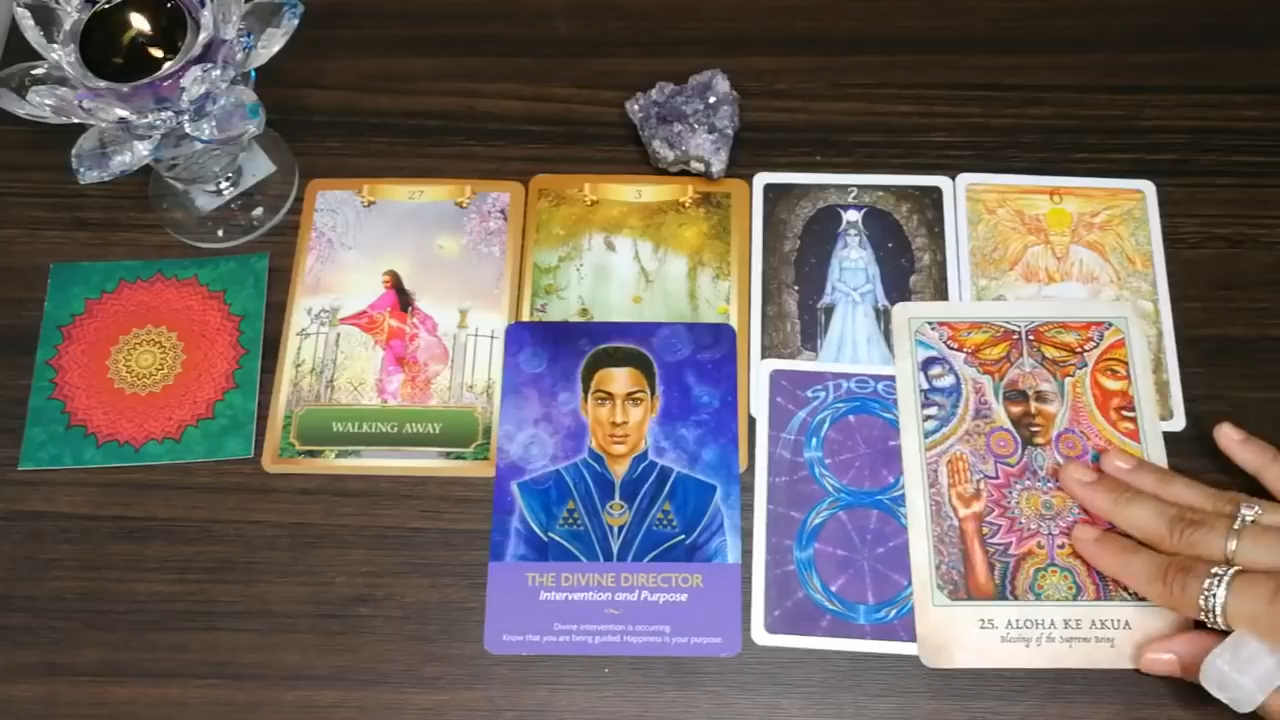 27
3
2
6
WALKING AWAY
THE DIVINE DIRECTOR
Intervention and Purpose
Divine intervention is occurring.
Know that you are being guided. Happiness is your purpose.
25. ALOHA KE AKUA
Blessings of the Supreme Being